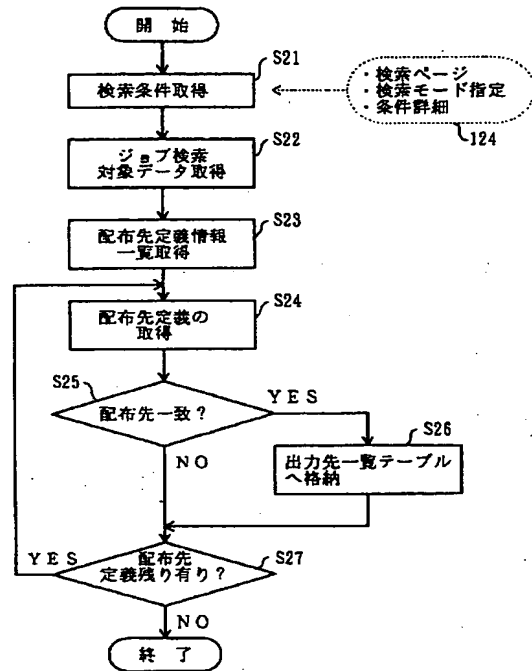 開 始
S21
検索条件取得
・検索ページ
・検索モード指定
・条件詳細
124
S22
ジョブ検索
対象データ取得
S23
配布先定義情報
一覧取得
S24
配布先定義の
取得
S25
配布先一致?
YES
S26
出力先一覧テーブル
へ格納
NO
YES
配布先
定義残り有り?
S27
NO
終 了